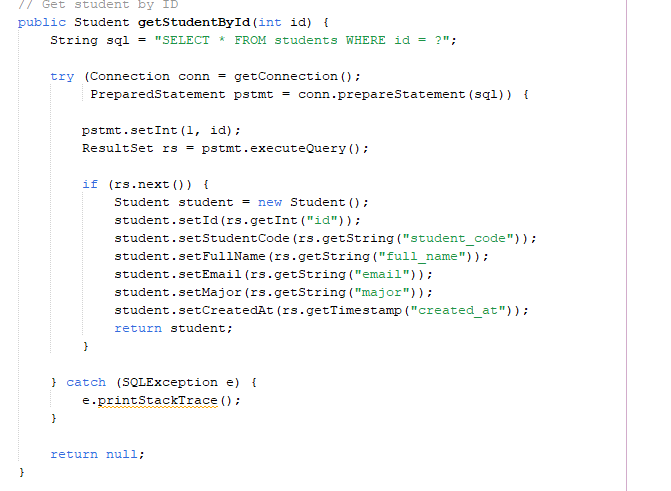 // Get student by ID
public Student getStudentById(int id) {
    String sql = "SELECT * FROM students WHERE id = ?";

    try (Connection conn = getConnection();
         PreparedStatement pstmt = conn.prepareStatement(sql)) {

        pstmt.setInt(1, id);
        ResultSet rs = pstmt.executeQuery();

        if (rs.next()) {
            Student student = new Student();
            student.setId(rs.getInt("id"));
            student.setStudentCode(rs.getString("student_code"));
            student.setFullName(rs.getString("full_name"));
            student.setEmail(rs.getString("email"));
            student.setMajor(rs.getString("major"));
            student.setCreatedAt(rs.getTimestamp("created_at"));
            return student;
        }

    } catch (SQLException e) {
        e.printStackTrace();
    }

    return null;
}